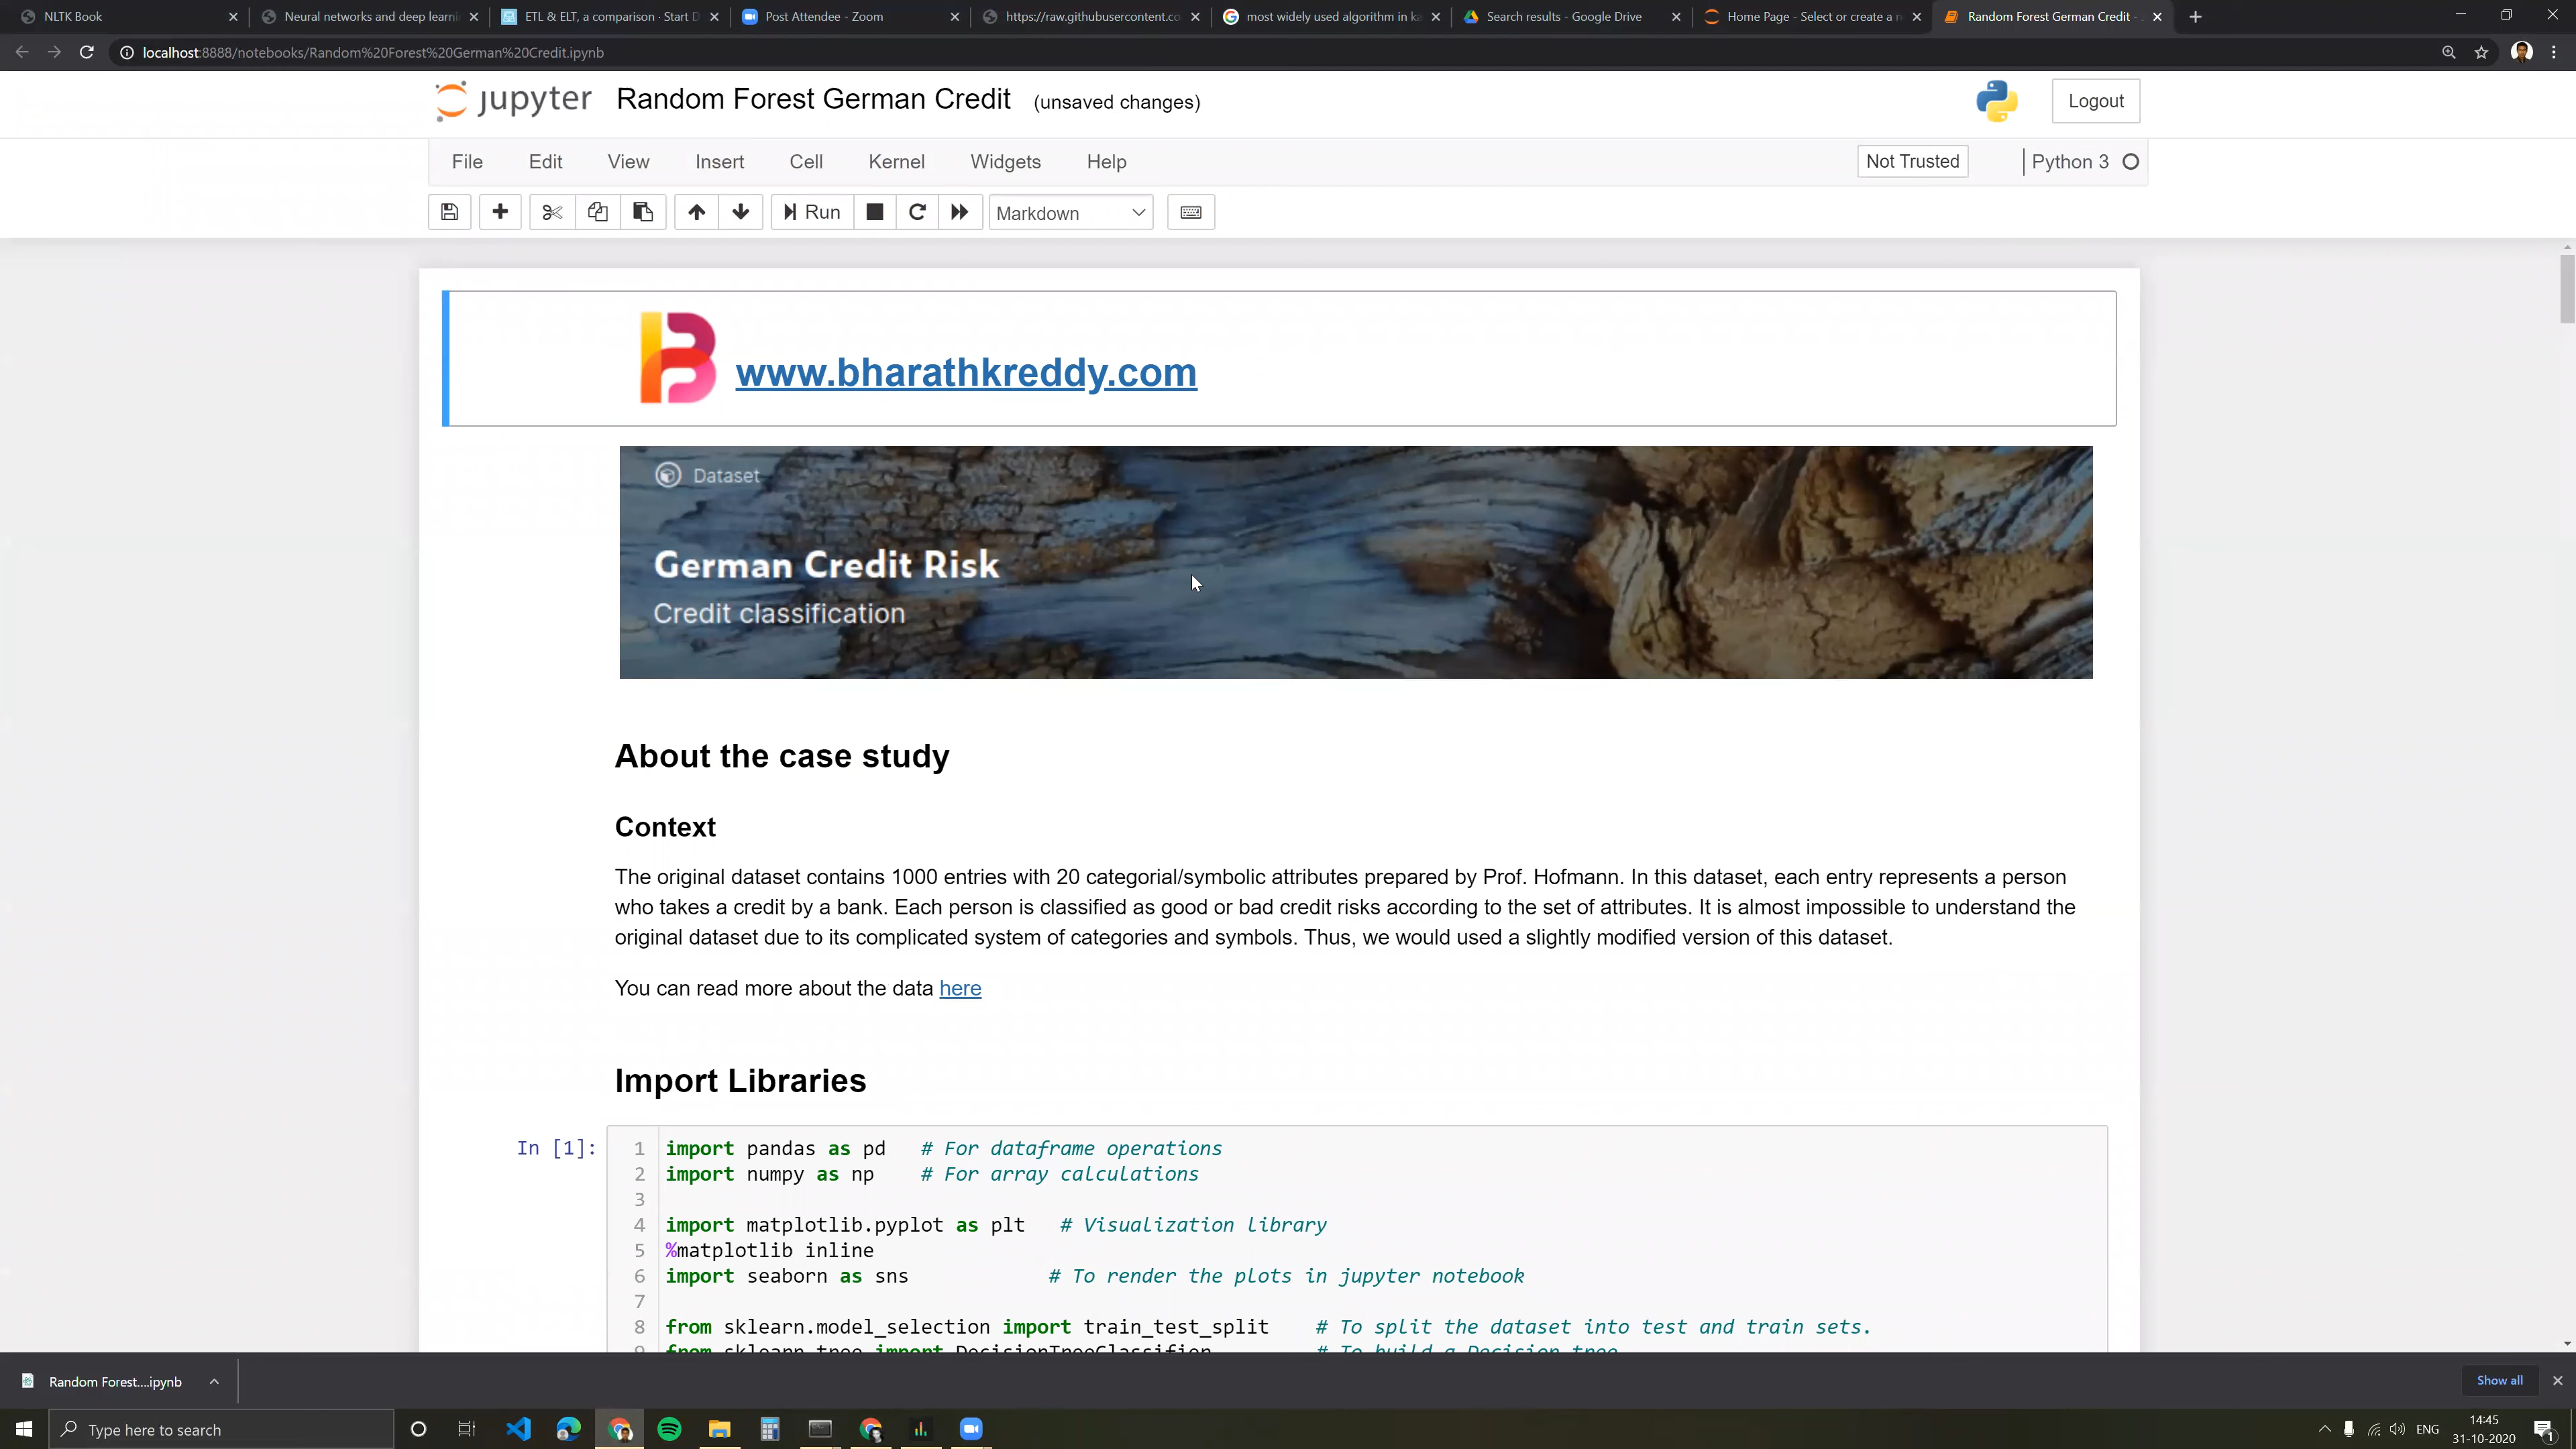 NLTK Book
Neural networks and deep learni
ETL & ELT, a comparison · Start D
Post Attendee - Zoom
https://raw.githubusercontent.co
most widely used algorithm in ka
Search results - Google Drive
Home Page - Select or create a n
Random Forest German Credit -
localhost:8888/notebooks/Random%20Forest%20German%20Credit.ipynb
jupyter Random Forest German Credit (unsaved changes)
Logout
File Edit View Insert Cell Kernel Widgets Help
Not Trusted
Python 3
Run
Markdown
www.bharathkreddy.com
Dataset
German Credit Risk
Credit classification
About the case study
Context
The original dataset contains 1000 entries with 20 categorial/symbolic attributes prepared by Prof. Hofmann. In this dataset, each entry represents a person
who takes a credit by a bank. Each person is classified as good or bad credit risks according to the set of attributes. It is almost impossible to understand the
original dataset due to its complicated system of categories and symbols. Thus, we would used a slightly modified version of this dataset.
You can read more about the data here
Import Libraries
In [1]:
1 import pandas as pd # For dataframe operations
2 import numpy as np # For array calculations
3
4 import matplotlib.pyplot as plt # Visualization library
5 %matplotlib inline
6 import seaborn as sns # To render the plots in jupyter notebook
7
8 from sklearn.model_selection import train_test_split # To split the dataset into test and train sets.
9 from sklearn.tree import DecisionTreeClassifier # To build a Decision tree
Random Forest....ipynb
Show all
Type here to search
ENG
14:45
31-10-2020
1